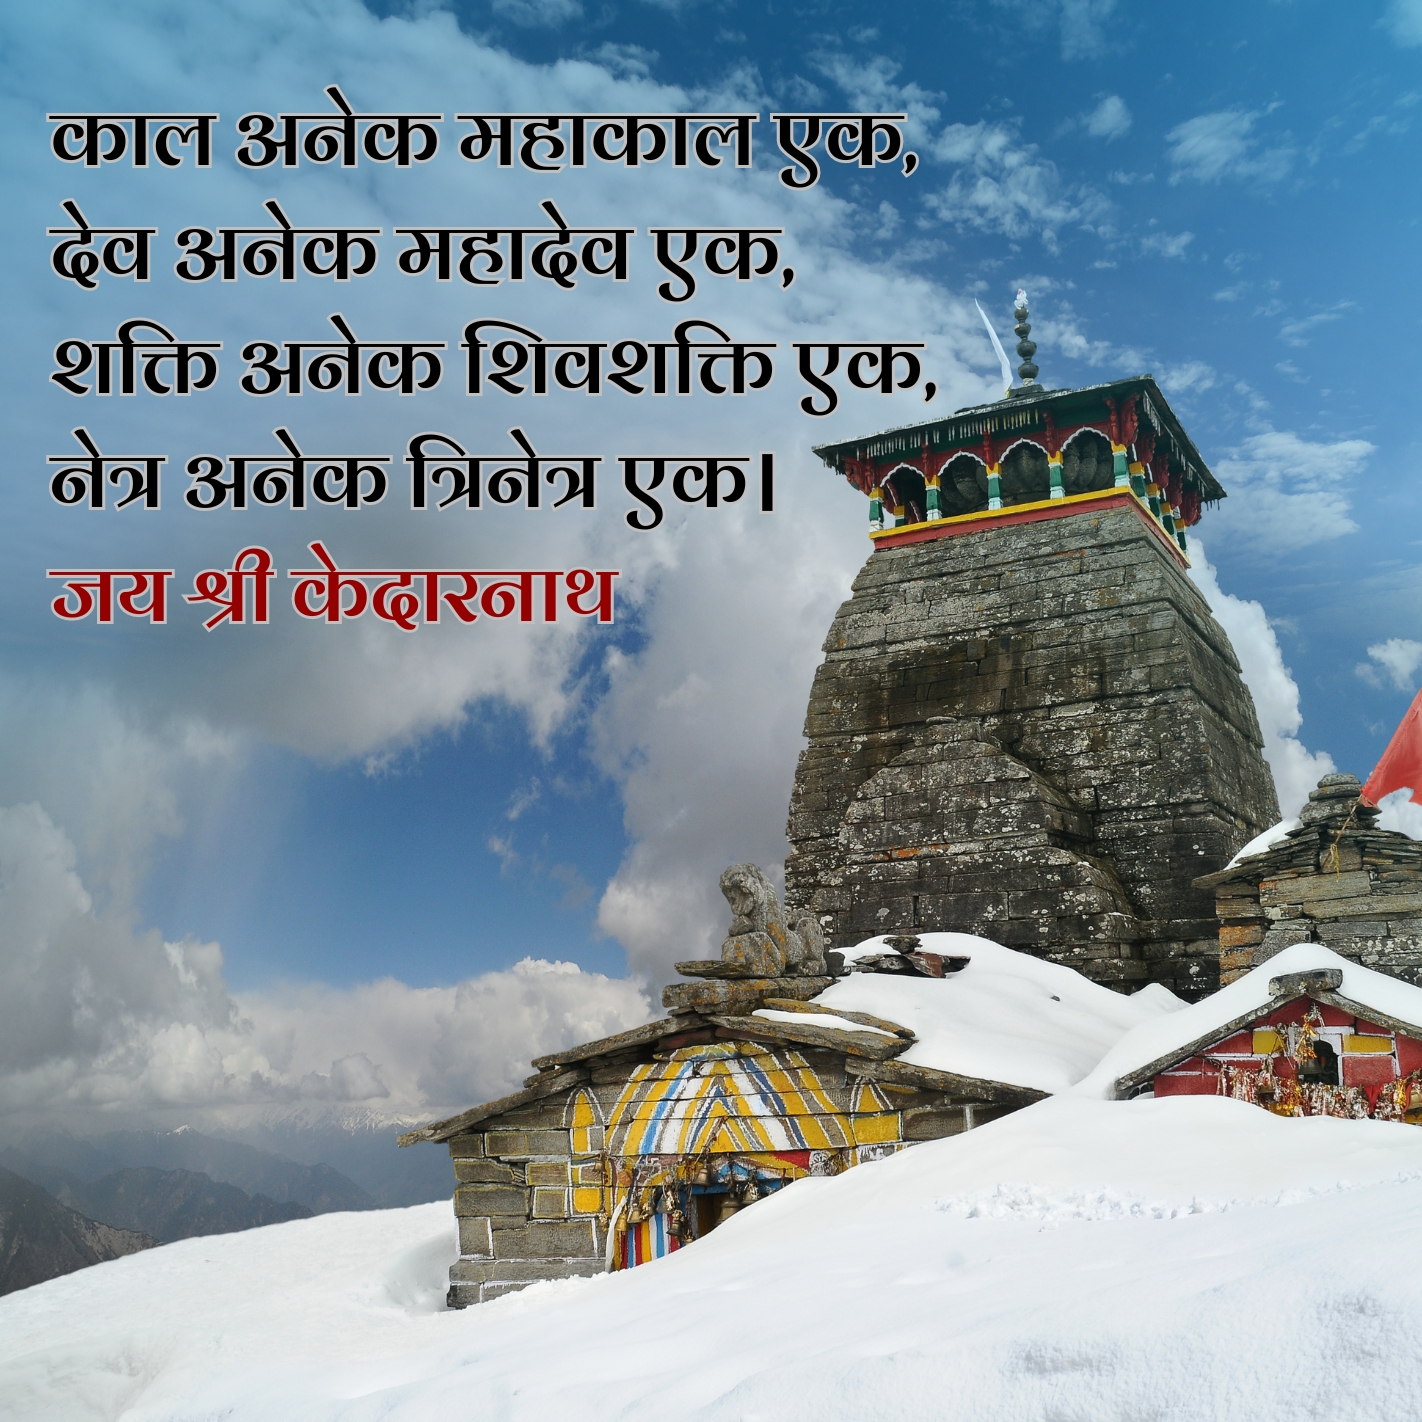 काल अनेक महाकाल एक,
देव अनेक महादेव एक,
शक्ति अनेक शिवशक्ति एक,
नेत्र अनेक त्रिनेत्र एक।
जय श्री केदारनाथ